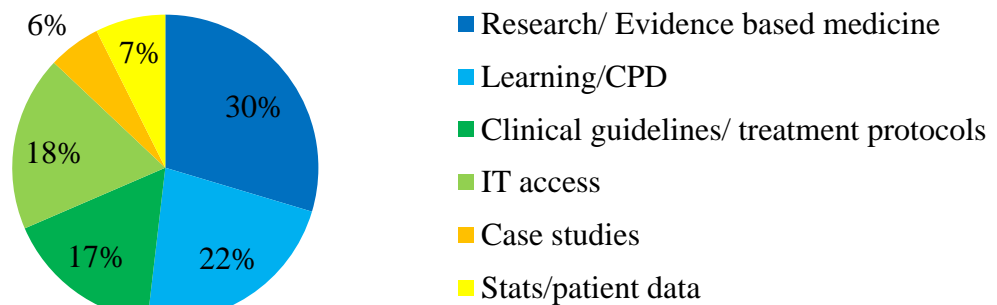 6%
7%
30%
18%
17%
22%
Research/ Evidence based medicine
Learning/CPD
Clinical guidelines/ treatment protocols
IT access
Case studies
Stats/patient data